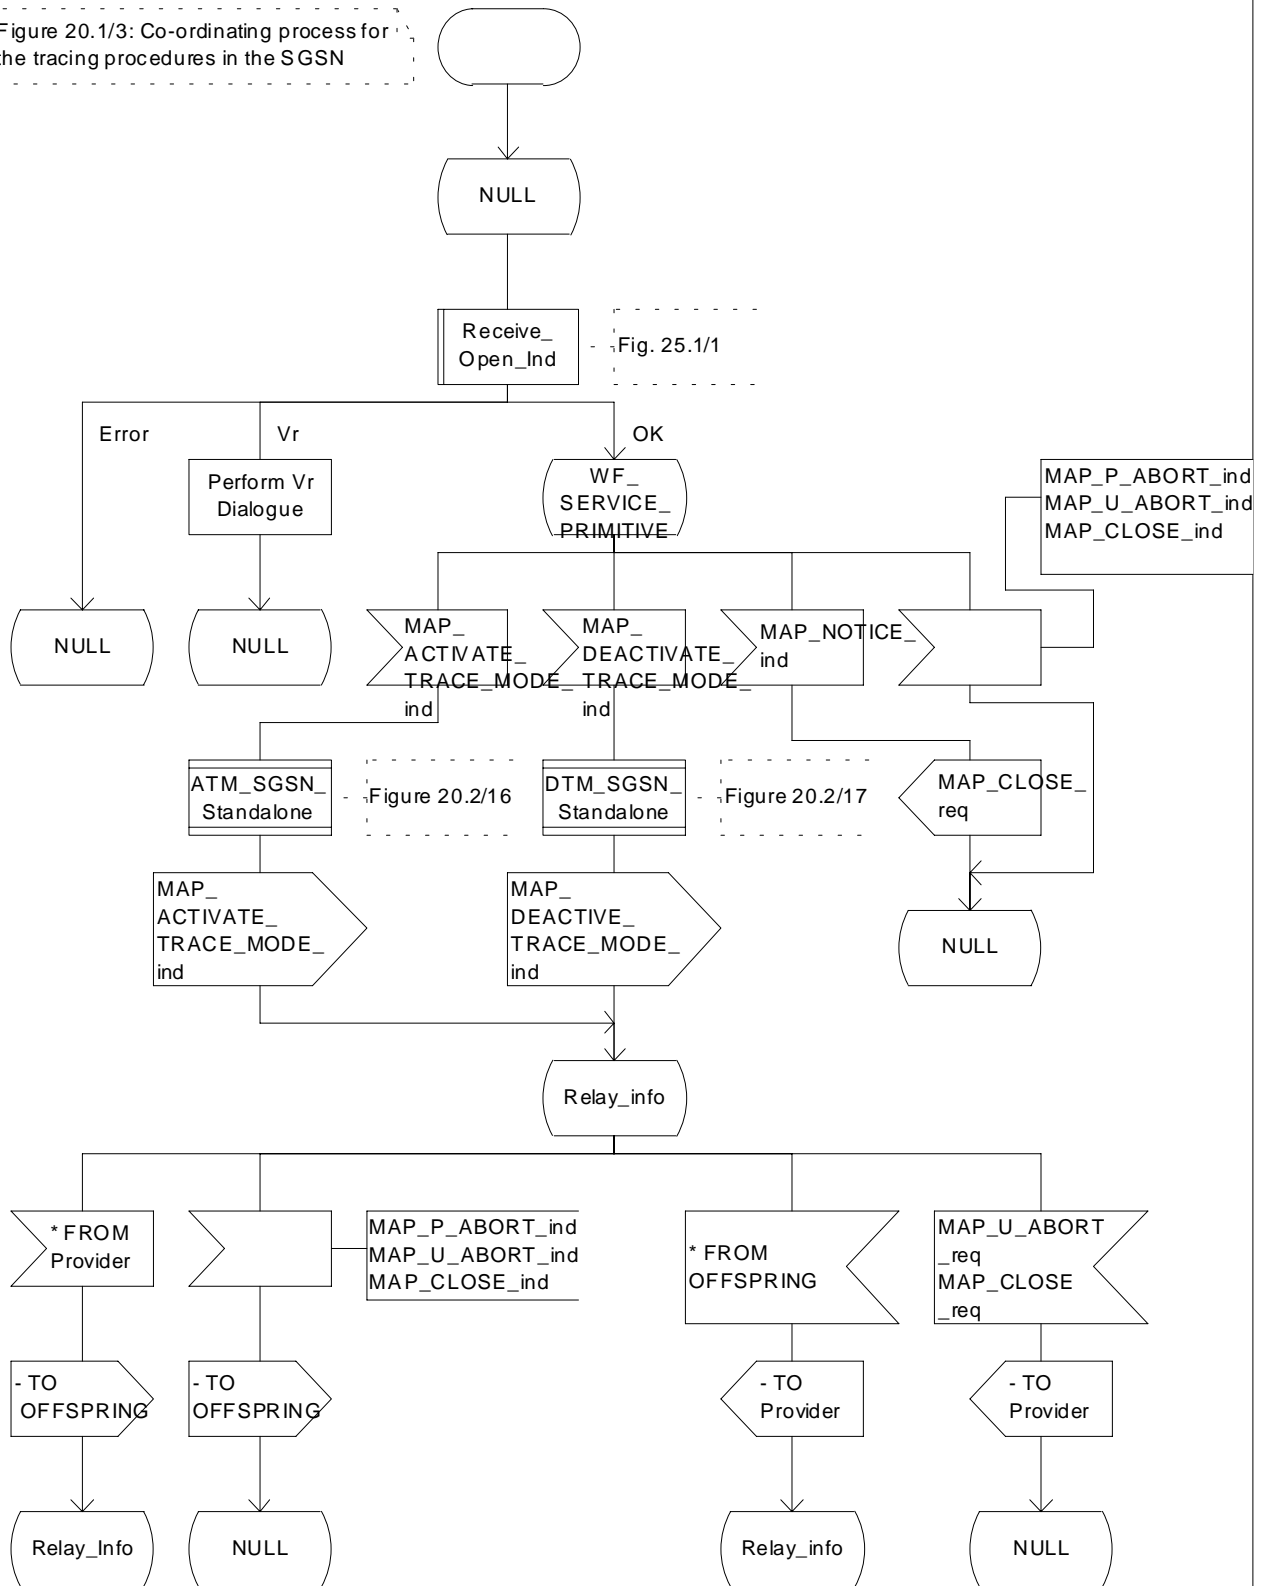 Figure 20.1/3: Co-ordinating process for
the tracing procedures in the SGSN
NULL
Receive_
Open_Ind
Fig. 25.1/1
Error
Vr
OK
Perform Vr
Dialogue
WF_
SERVICE_
PRIMITIVE
MAP_P_ABORT_ind
MAP_U_ABORT_ind
MAP_CLOSE_ind
NULL
NULL
MAP_
ACTIVATE_
TRACE_MODE_
ind
MAP_
DEACTIVATE_
TRACE_MODE_
ind
MAP_NOTICE_
ind
ATM_SGSN_
Standalone
Figure 20.2/16
DTM_SGSN_
Standalone
Figure 20.2/17
MAP_CLOSE_
req
MAP_
ACTIVATE_
TRACE_MODE_
ind
MAP_
DEACTIVE_
TRACE_MODE_
ind
NULL
Relay_info
* FROM
Provider
MAP_P_ABORT_ind
MAP_U_ABORT_ind
MAP_CLOSE_ind
* FROM
OFFSPRING
MAP_U_ABORT
_req
MAP_CLOSE
_req
- TO
OFFSPRING
- TO
OFFSPRING
- TO
Provider
- TO
Provider
Relay_Info
NULL
Relay_info
NULL